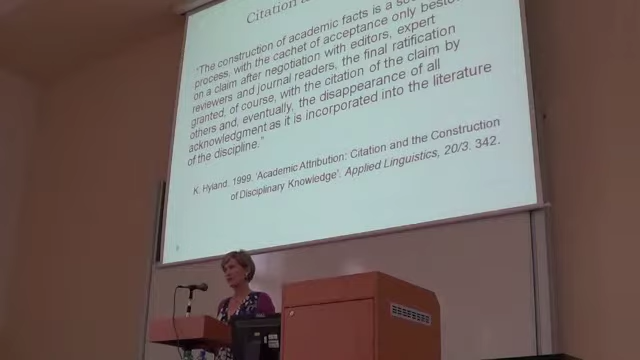 Citation
"The construction of academic facts is a
process, with the cachet of acceptance only
on a claim after negotiation with editors, expert
reviewers and journal readers, the final ratification
granted, of course, with the citation of the claim by
others and, eventually, the disappearance of all
acknowledgment as it is incorporated into the literature
of the discipline."
K. Hyland. 1999. 'Academic Attribution: Citation and the Construction
of Disciplinary Knowledge'. Applied Linguistics, 20/3. 342.